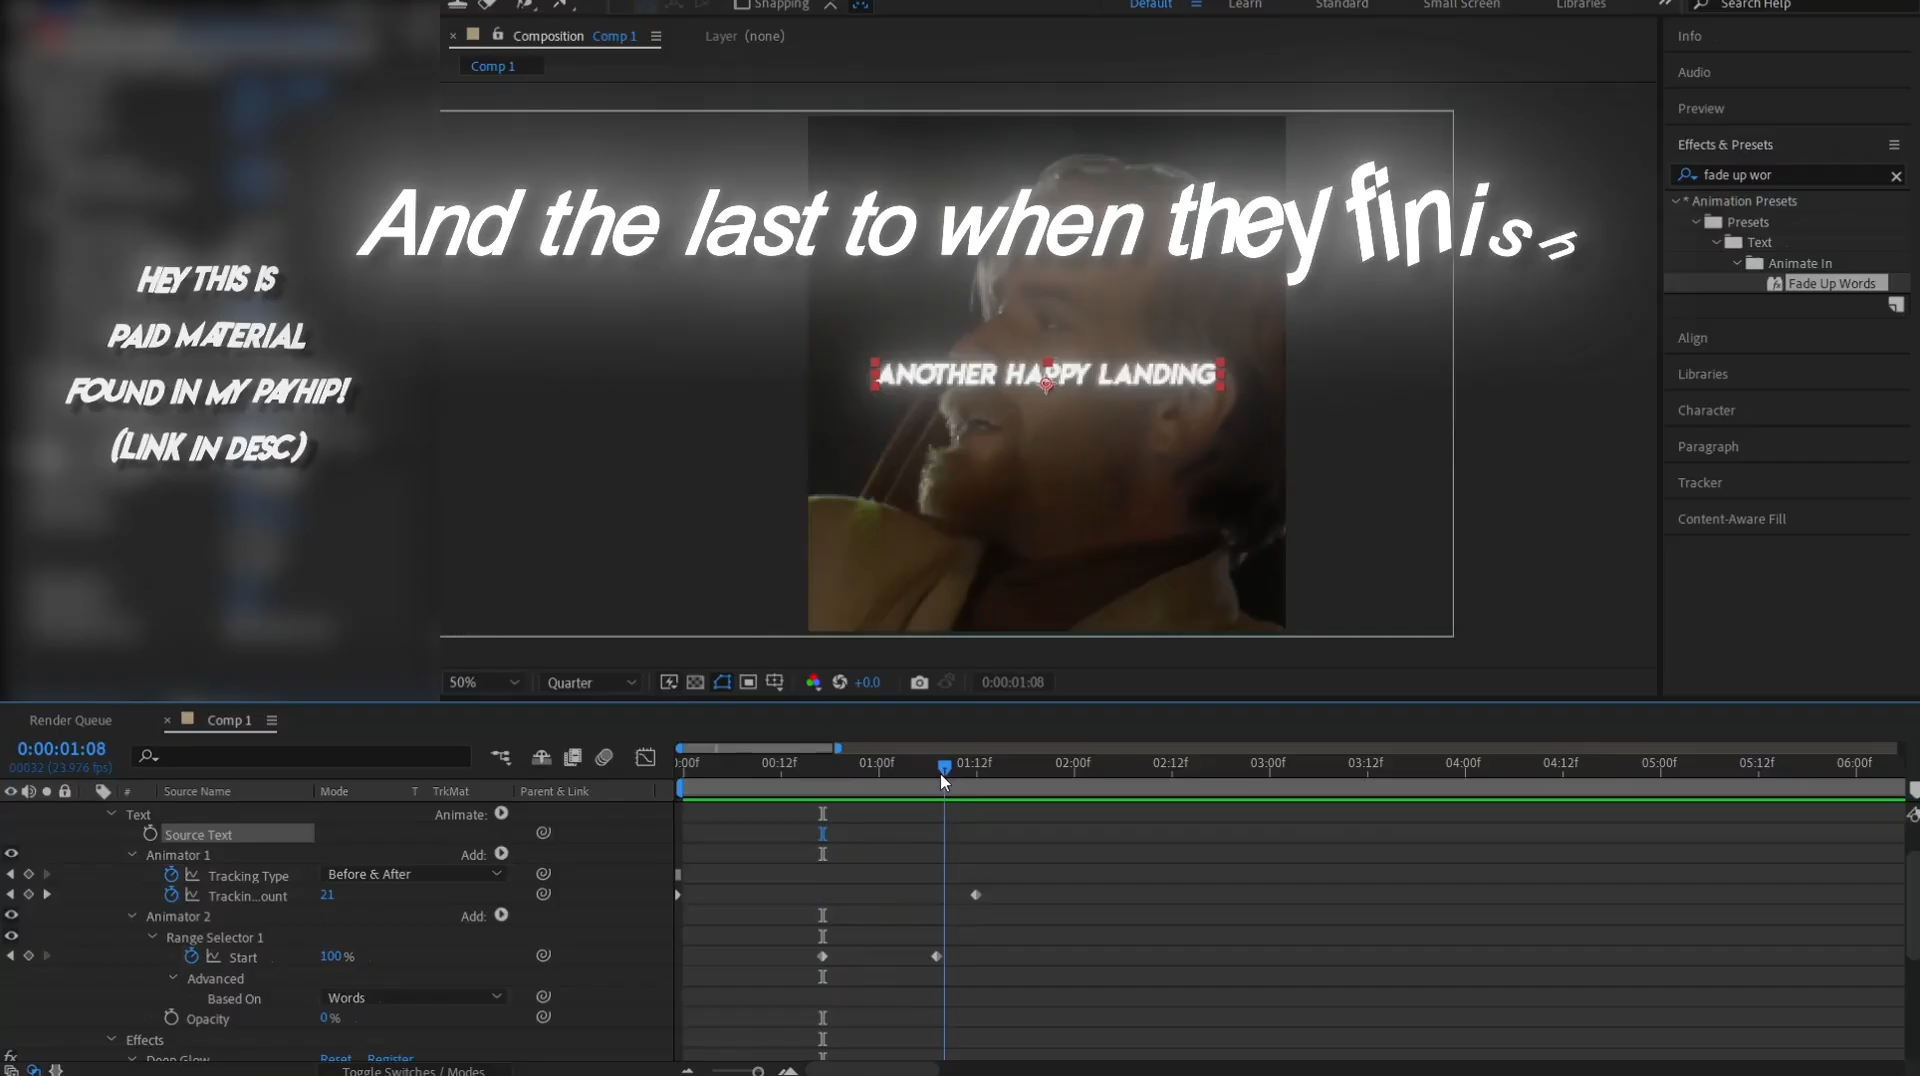 Snapping
Default
Learn
Standard
Small Screen
Libraries
Search Help
Composition Comp 1
Layer (none)
Comp 1
Info
Audio
Preview
Effects & Presets
fade up wor
* Animation Presets
Presets
Text
Animate In
Fade Up Words
Align
Libraries
Character
Paragraph
Tracker
Content-Aware Fill
And the last to when they finish
HEY THIS IS
PAID MATERIAL
FOUND IN MY PAYHIP!
(LINK IN DESC)
ANOTHER HAPPY LANDING
50%
Quarter
+0.0
0:00:01:08
Render Queue
Comp 1
0:00:01:08
00032 (23.976 fps)
:00f 00:12f 01:00f 01:12f 02:00f 02:12f 03:00f 03:12f 04:00f 04:12f 05:00f 05:12f 06:00f
# Source Name Mode T TrkMat Parent & Link
Text Animate:
Source Text
Animator 1 Add:
Tracking Type Before & After
Trackin...ount 21
Animator 2 Add:
Range Selector 1
Start 100 %
Advanced
Based On Words
Opacity 0 %
Effects
fx Deep Glow Reset Register
Toggle Switches / Modes